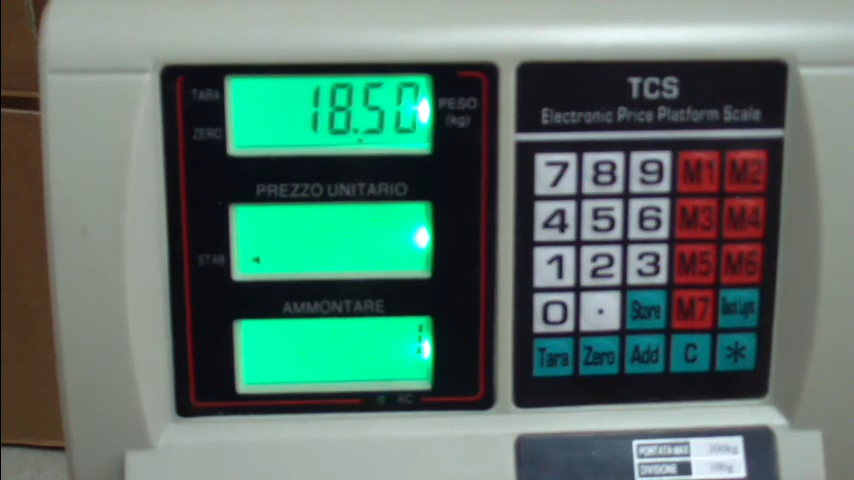 TARA
18.50
PESO
(kg)
ZERO
PREZZO UNITARIO
STAB
AMMONTARE
AC
TCS
Electronic Price Platform Scale
7 8 9 M1 M2
4 5 6 M3 M4
1 2 3 M5 M6
0 . Store M7
Tara Zero Add C *
PORTATA MAX 300kg
DIVISIONE 100g